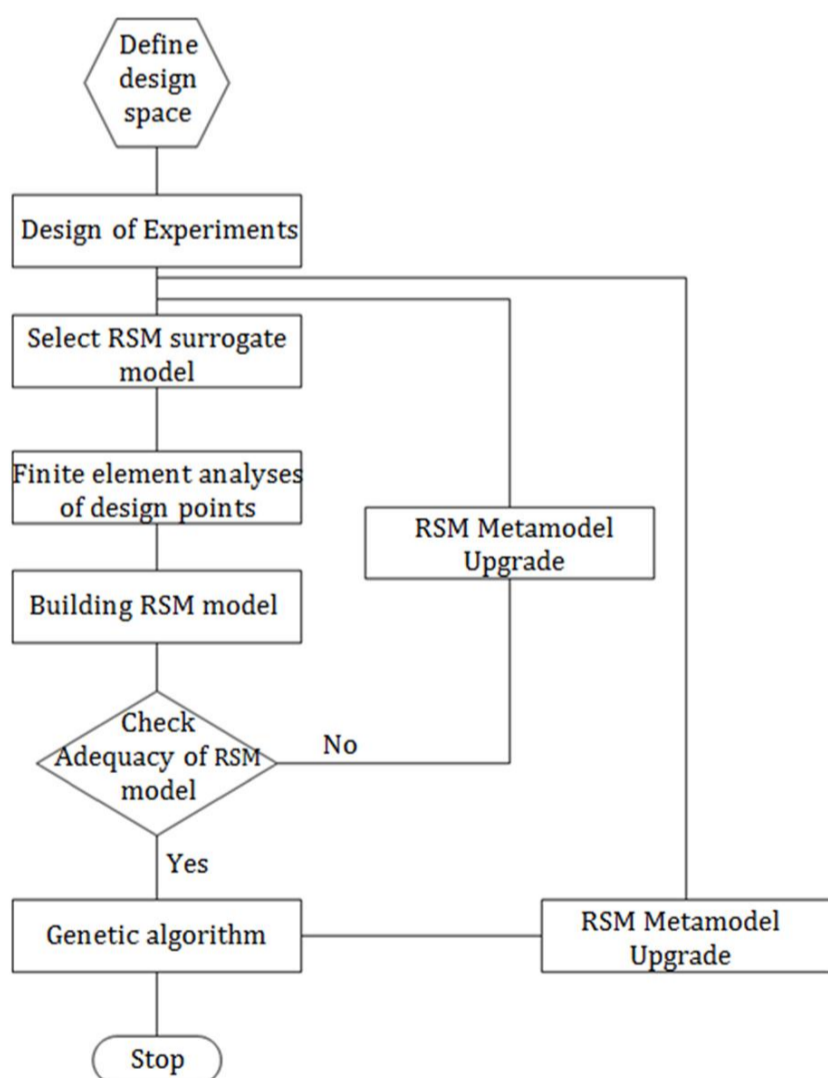 Define
design
space
Design of Experiments
Select RSM surrogate
model
Finite element analyses
of design points
RSM Metamodel
Upgrade
Building RSM model
Check
Adequacy of RSM
model
No
Yes
Genetic algorithm
RSM Metamodel
Upgrade
Stop